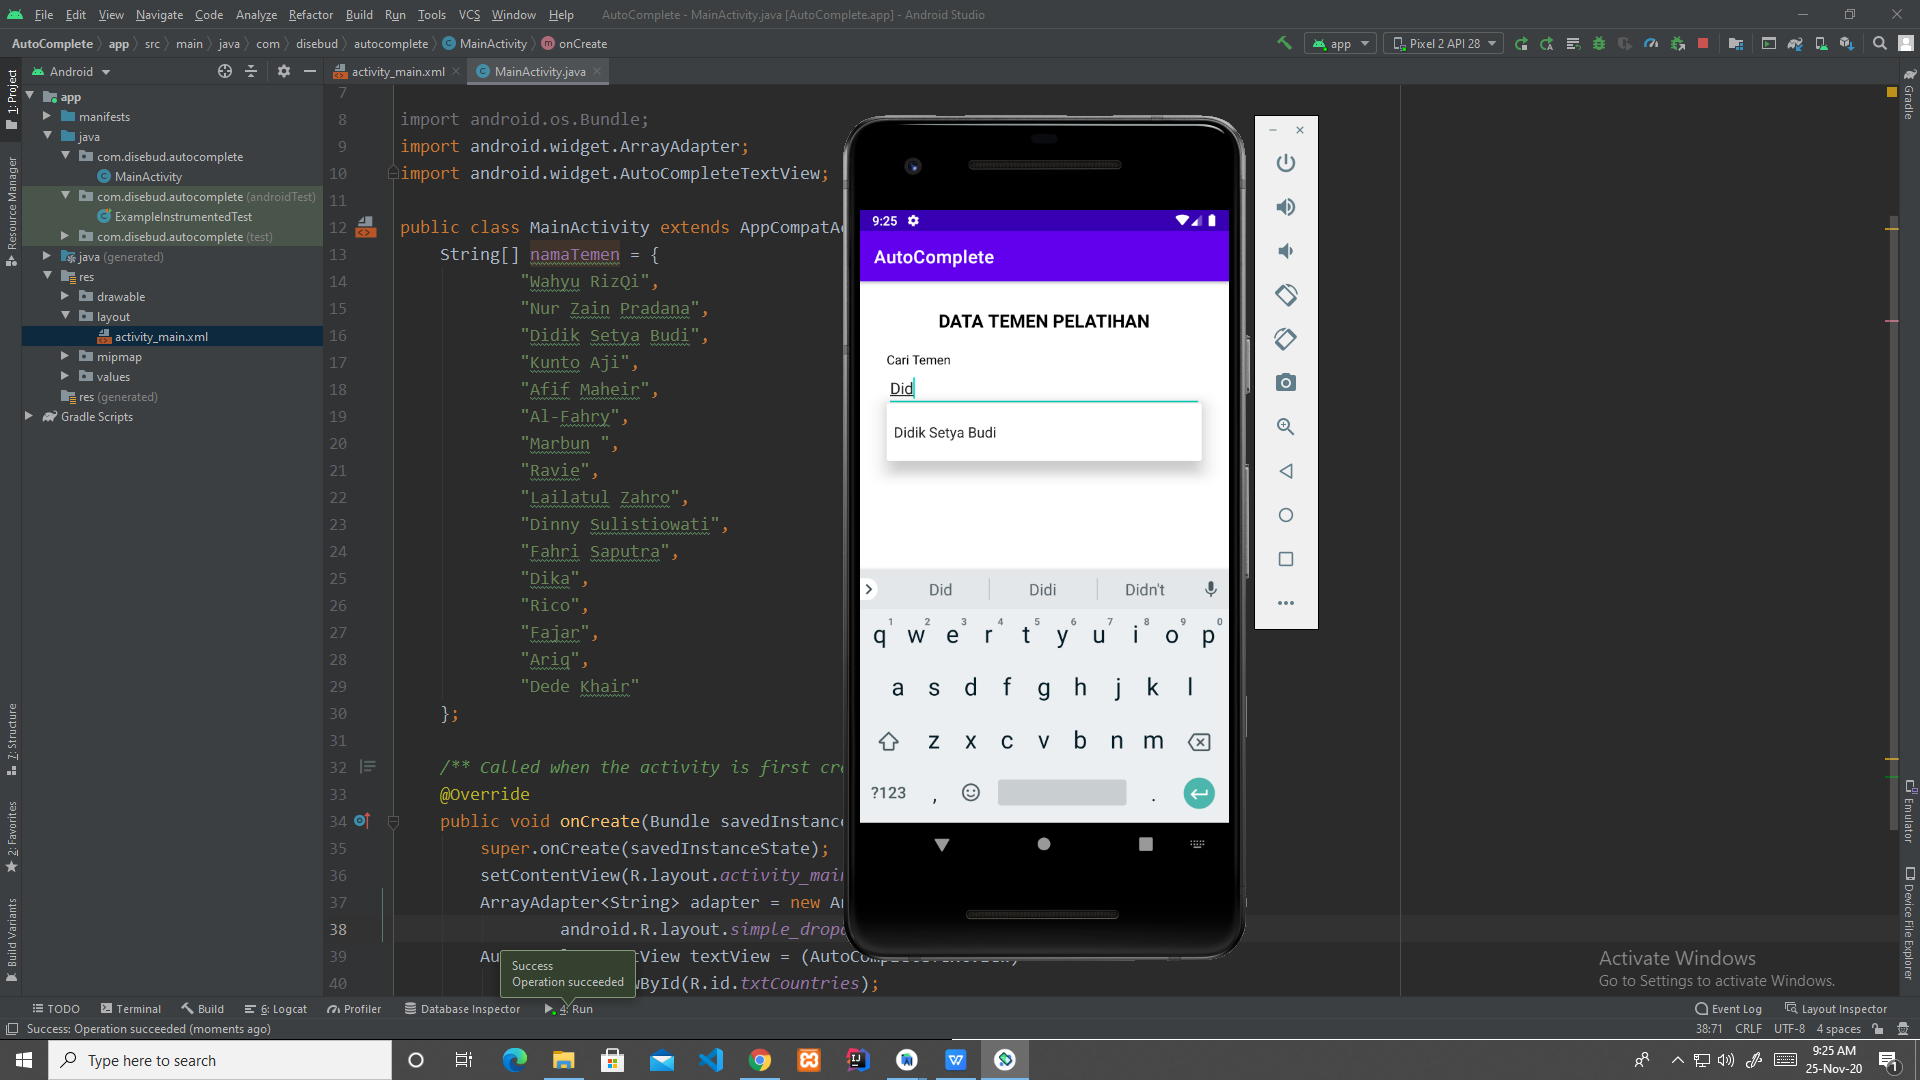 File Edit View Navigate Code Analyze Refactor Build Run Tools VCS Window Help AutoComplete - MainActivity.java [AutoComplete.app] - Android Studio
AutoComplete app src main java com disebud autocomplete MainActivity onCreate app Pixel 2 API 28
Android
activity_main.xml
MainActivity.java
1: Project
Resource Manager
7: Structure
2: Favorites
Build Variants
app
manifests
java
com.disebud.autocomplete
MainActivity
com.disebud.autocomplete (androidTest)
ExampleInstrumentedTest
com.disebud.autocomplete (test)
java (generated)
res
drawable
layout
activity_main.xml
mipmap
values
res (generated)
Gradle Scripts
7
8 import android.os.Bundle;
9 import android.widget.ArrayAdapter;
10 import android.widget.AutoCompleteTextView;
11
12 public class MainActivity extends AppCompatA
13 String[] namaTemen = {
14 "Wahyu RizQi",
15 "Nur Zain Pradana",
16 "Didik Setya Budi",
17 "Kunto Aji",
18 "Afif Maheir",
19 "Al-Fahry",
20 "Marbun ",
21 "Ravie",
22 "Lailatul Zahro",
23 "Dinny Sulistiowati",
24 "Fahri Saputra",
25 "Dika",
26 "Rico",
27 "Fajar",
28 "Ariq",
29 "Dede Khair"
30 };
31
32 /** Called when the activity is first cre
33 @Override
34 public void onCreate(Bundle savedInstance
35 super.onCreate(savedInstanceState);
36 setContentView(R.layout.activity_main
37 ArrayAdapter<String> adapter = new Ar
38 android.R.layout.simple_dropd
39 Au View textView = (AutoCompleteTextView)
40 wById(R.id.txtCountries);
Success
Operation succeeded
9:25
AutoComplete
DATA TEMEN PELATIHAN
Cari Temen
Did
Didik Setya Budi
Did Didi Didn't
1 2 3 4 5 6 7 8 9 0
q w e r t y u i o p
a s d f g h j k l
z x c v b n m
?123 , .
Gradle
Emulator
Device File Explorer
Activate Windows
Go to Settings to activate Windows.
TODO Terminal Build 6: Logcat Profiler Database Inspector 4: Run Event Log Layout Inspector
Success: Operation succeeded (moments ago) 38:71 CRLF UTF-8 4 spaces
Type here to search
9:25 AM
25-Nov-20
1